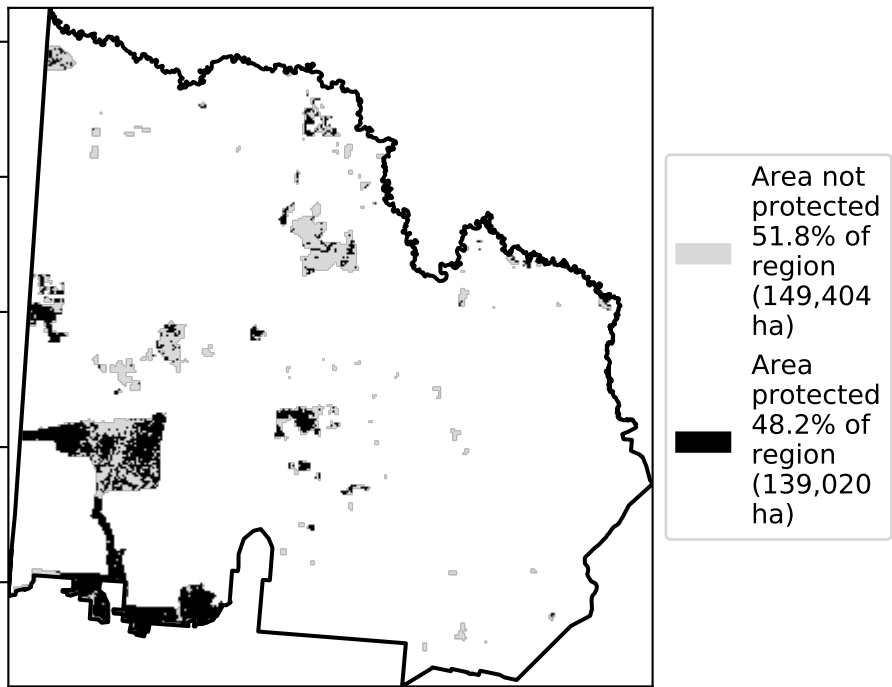 Area not
protected
51.8% of
region
(149,404
ha)
Area
protected
48.2% of
region
(139,020
ha)